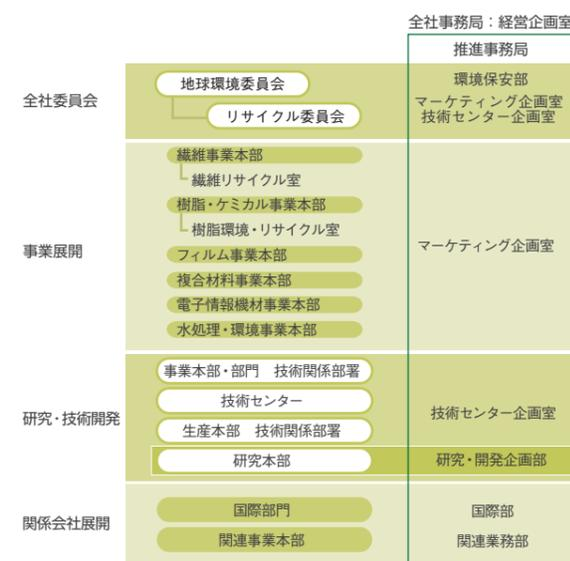 全社事務局：経営企画室
推進事務局
全社委員会
地球環境委員会
リサイクル委員会
環境保安部
マーケティング企画室
技術センター企画室
事業展開
繊維事業本部
繊維リサイクル室
樹脂・ケミカル事業本部
樹脂環境・リサイクル室
フィルム事業本部
複合材料事業本部
電子情報機材事業本部
水処理・環境事業本部
マーケティング企画室
研究・技術開発
事業本部・部門　技術関係部署
技術センター
生産本部　技術関係部署
研究本部
技術センター企画室
研究・開発企画部
関係会社展開
国際部門
関連事業本部
国際部
関連業務部